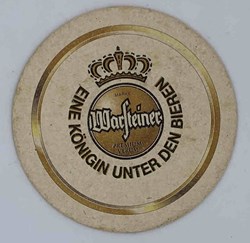 Warsteiner
EINE KÖNIGIN UNTER DEN BIEREN